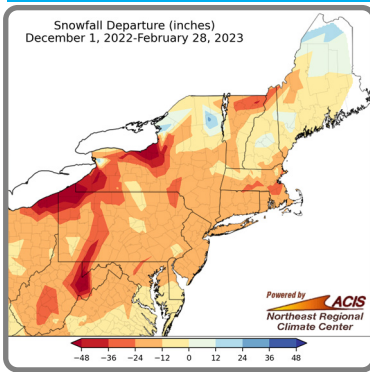 Snowfall Departure (inches)
December 1, 2022-February 28, 2023
Powered by
ACIS
Northeast Regional
Climate Center
−48 −36 −24 −12 0 12 24 36 48